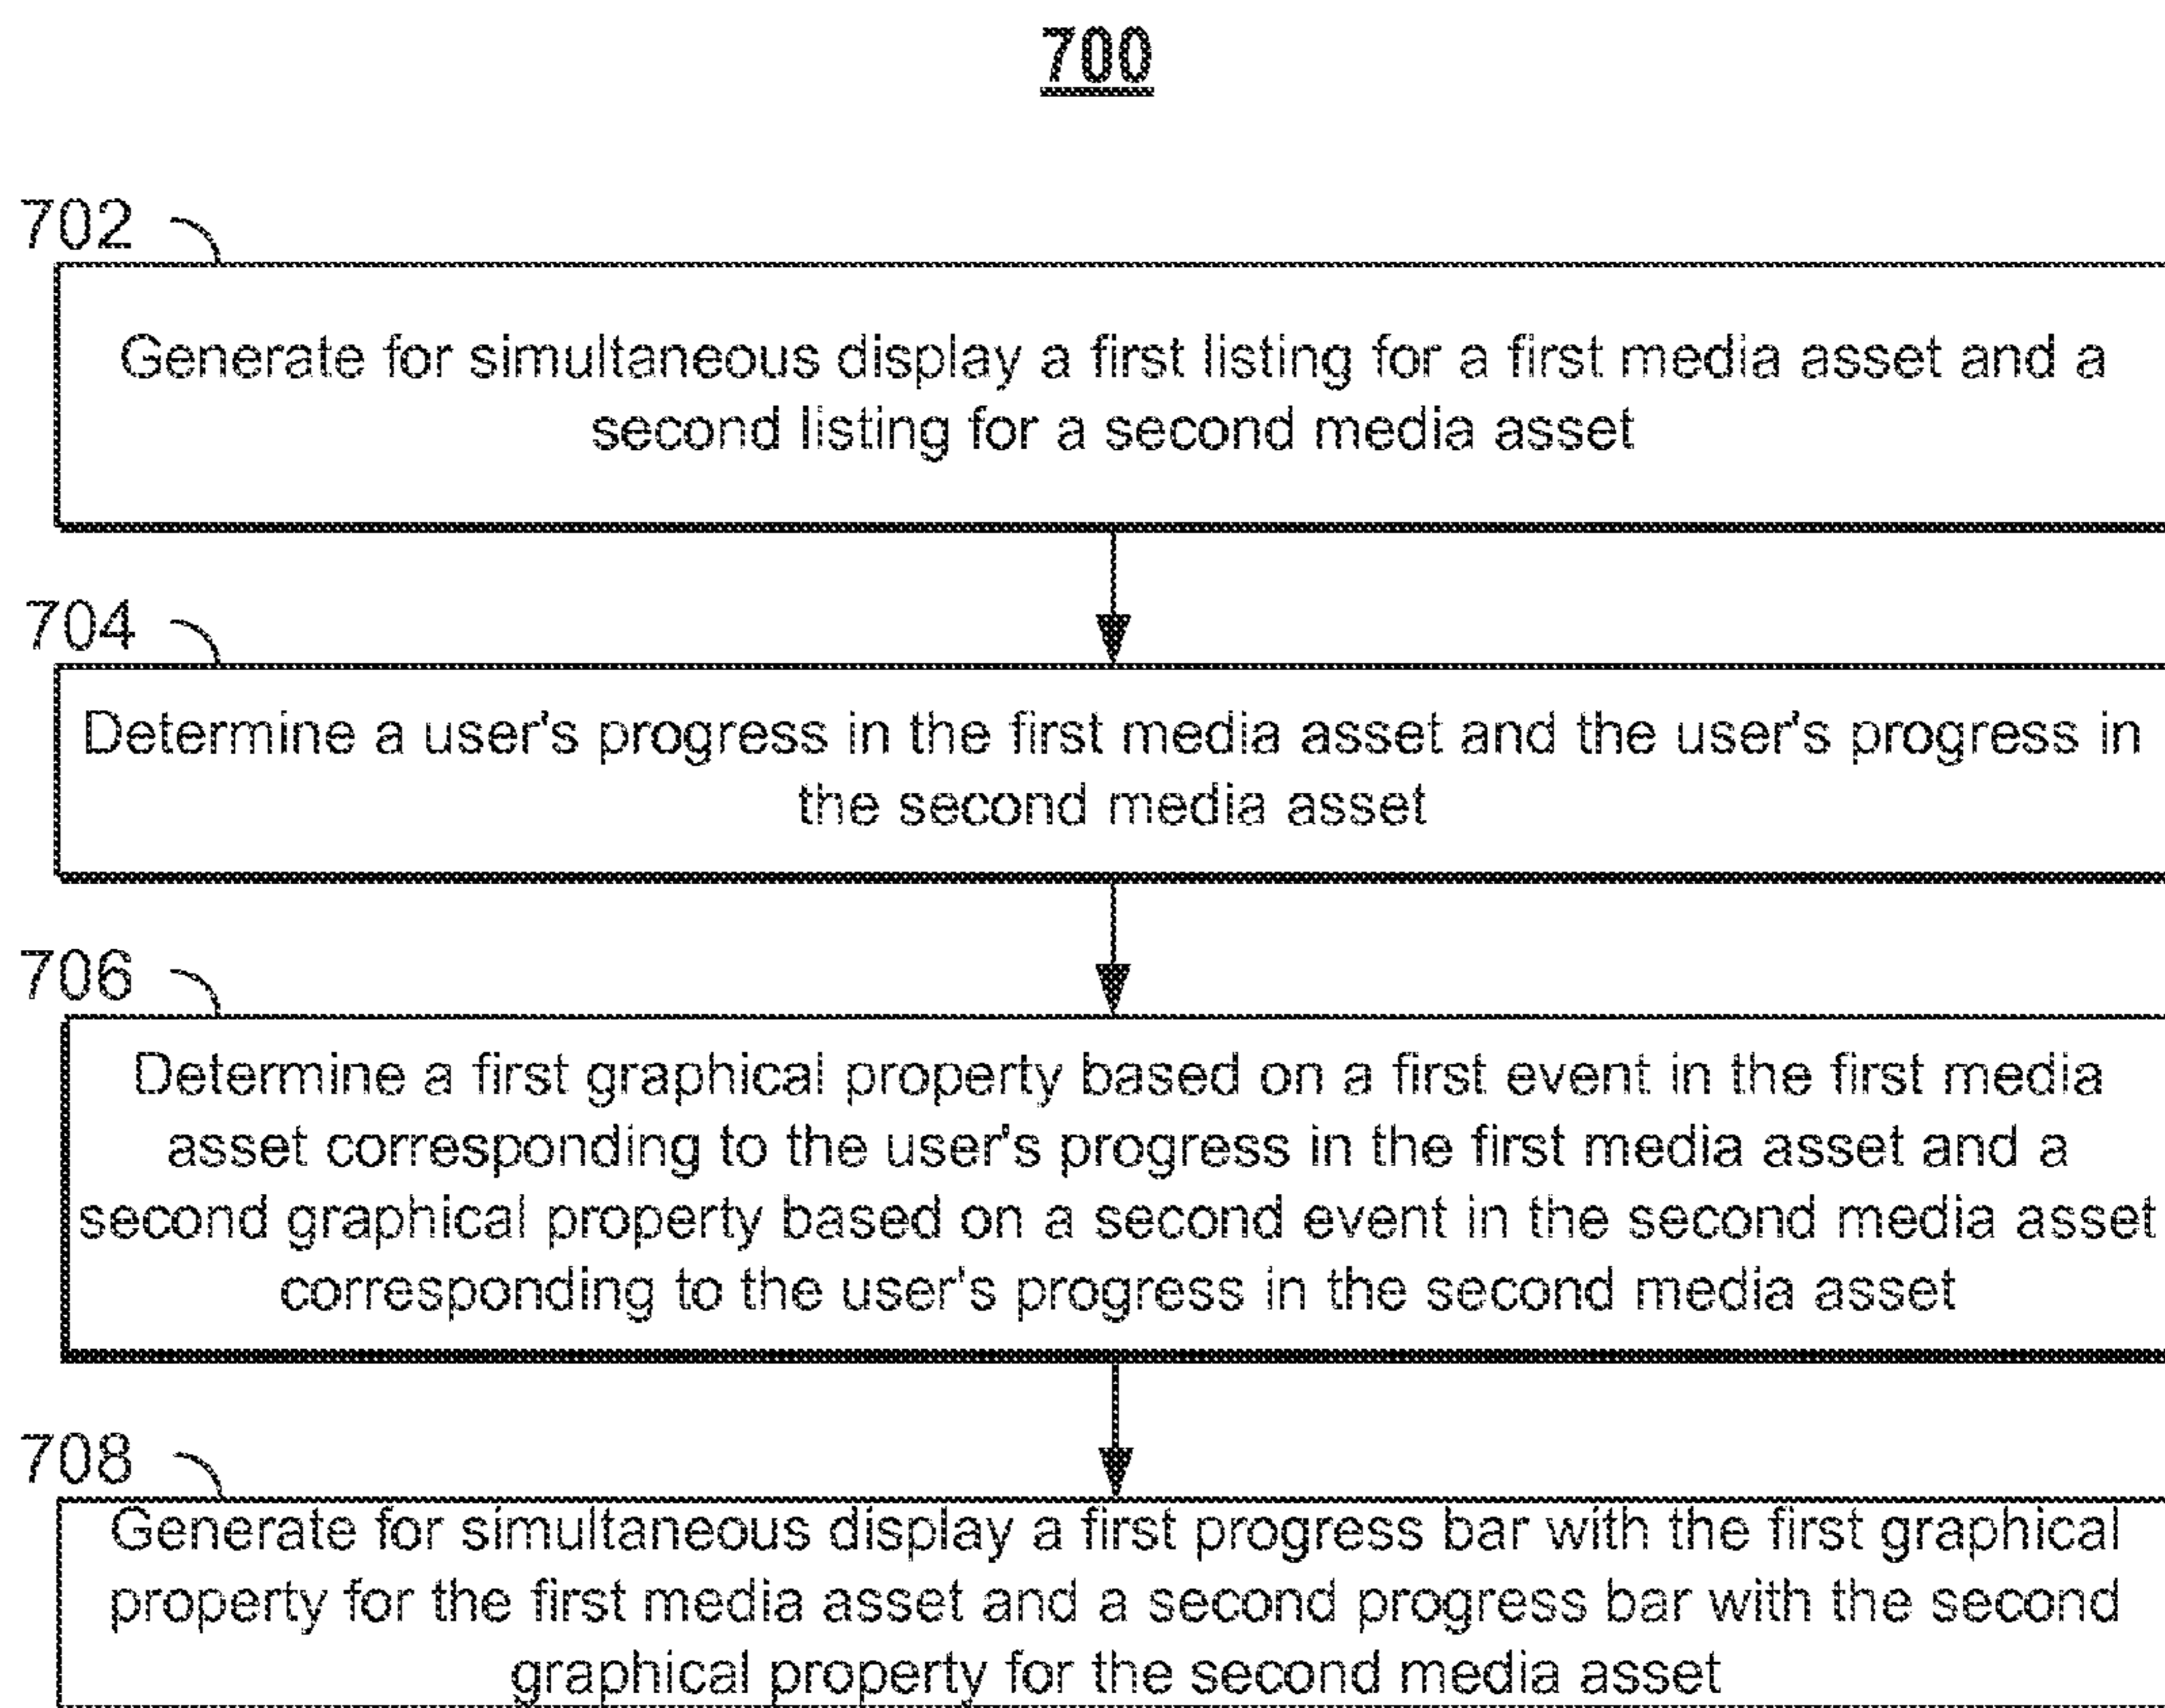 700
702
Generate for simultaneous display a first listing for a first media asset and a
second listing for a second media asset
704
Determine a user's progress in the first media asset and the user's progress in
the second media asset
706
Determine a first graphical property based on a first event in the first media
asset corresponding to the user's progress in the first media asset and a
second graphical property based on a second event in the second media asset
corresponding to the user's progress in the second media asset
708
Generate for simultaneous display a first progress bar with the first graphical
property for the first media asset and a second progress bar with the second
graphical property for the second media asset